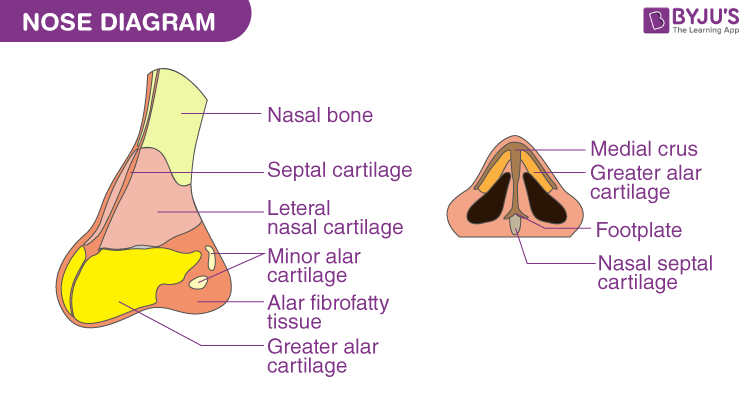 NOSE DIAGRAM
BYJU'S
The Learning App
Nasal bone
Septal cartilage
Leteral
nasal cartilage
Minor alar
cartilage
Alar fibrofatty
tissue
Greater alar
cartilage
Medial crus
Greater alar
cartilage
Footplate
Nasal septal
cartilage